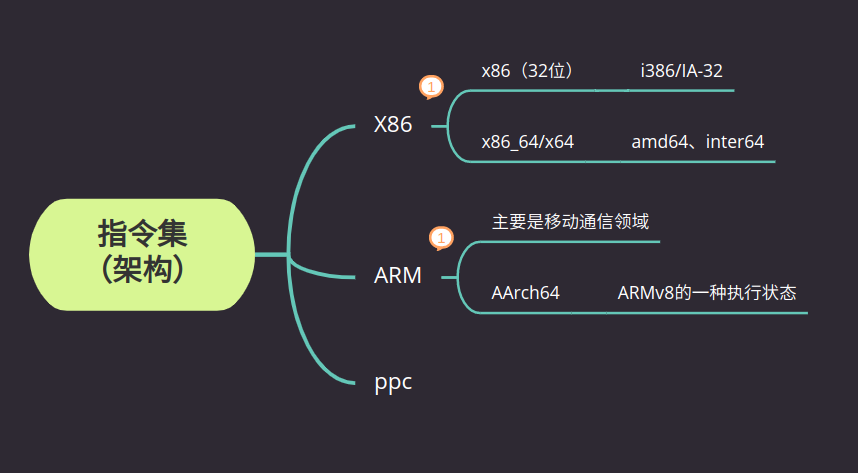 指令集
（架构）
X86
1
x86（32位）
i386/IA-32
x86_64/x64
amd64、inter64
ARM
1
主要是移动通信领域
AArch64
ARMv8的一种执行状态
ppc